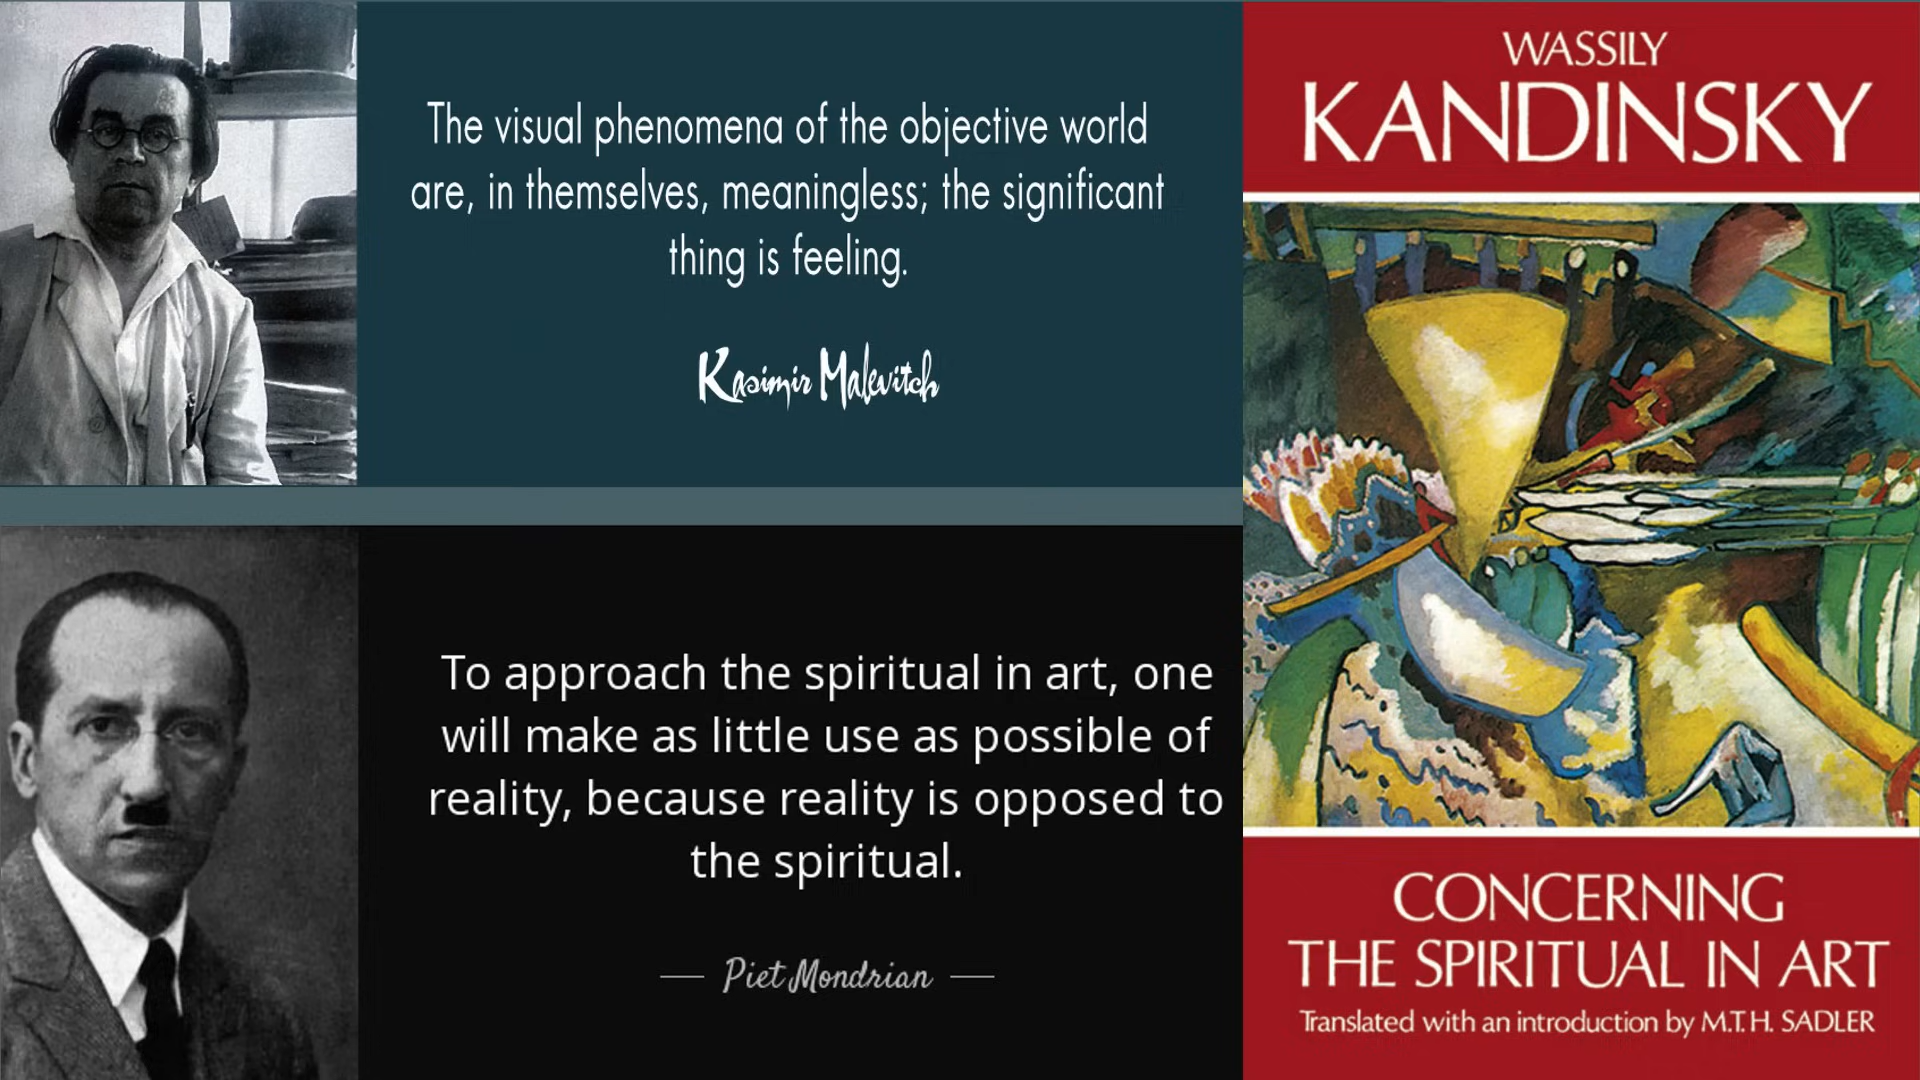 The visual phenomena of the objective world
are, in themselves, meaningless; the significant
thing is feeling.
Kasimir Malevitch
To approach the spiritual in art, one
will make as little use as possible of
reality, because reality is opposed to
the spiritual.
Piet Mondrian
WASSILY
KANDINSKY
CONCERNING
THE SPIRITUAL IN ART
Translated with an introduction by M.T.H. SADLER